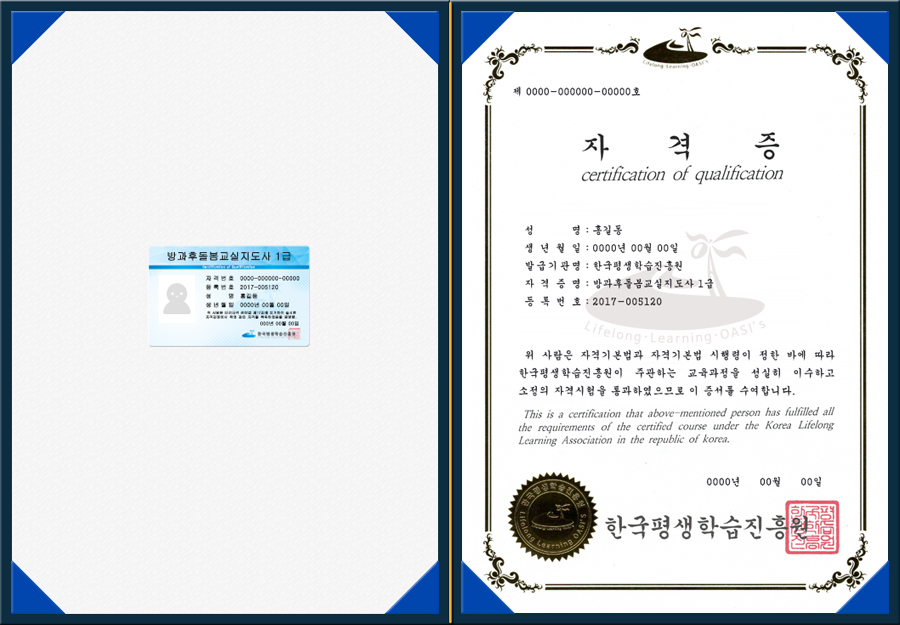 방과후돌봄교실지도사 1급
Certification of Qualification
자 격 번 호 0000-000000-00000
등 록 번 호 2017-005120
성 명 홍길동
생 년 월 일 0000년 00월 00일
000년 00월 00일
한국평생학습진흥원
Lifelong·Learning·OASI's
제 0000-000000-00000호
자 격 증
certification of qualification
성 명 : 홍길동
생 년 월 일 : 0000년 00월 00일
발 급 기 관 명 : 한국평생학습진흥원
자 격 증 명 : 방과후돌봄교실지도사 1급
등 록 번 호 : 2017-005120
Lifelong·Learning·OASI's
위 사람은 자격기본법과 자격기본법 시행령이 정한 바에 따라
한국평생학습진흥원이 주관하는 교육과정을 성실히 이수하고
소정의 자격시험을 통과하였으므로 이 증서를 수여합니다.
This is a certification that above-mentioned person has fulfilled all
the requirements of the certified course under the Korea Lifelong
Learning Association in the republic of korea.
0000년 00월 00일
한국평생학습진흥원
Lifelong Learning OASI's
한국평생학습진흥원